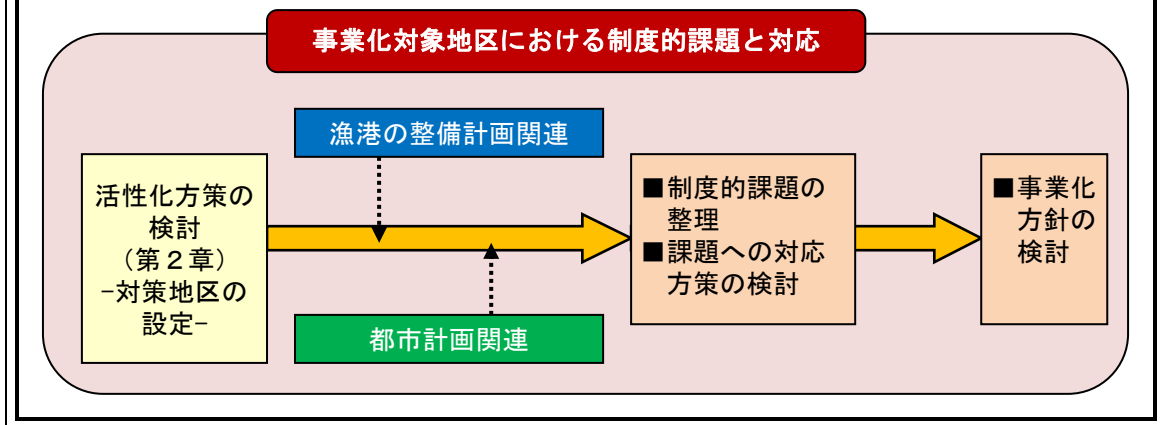 事業化対象地区における制度的課題と対応
漁港の整備計画関連
活性化方策の
検討
（第２章）
−対策地区の
設定−
都市計画関連
■制度的課題の
整理
■課題への対応
方策の検討
■事業化
方針の
検討